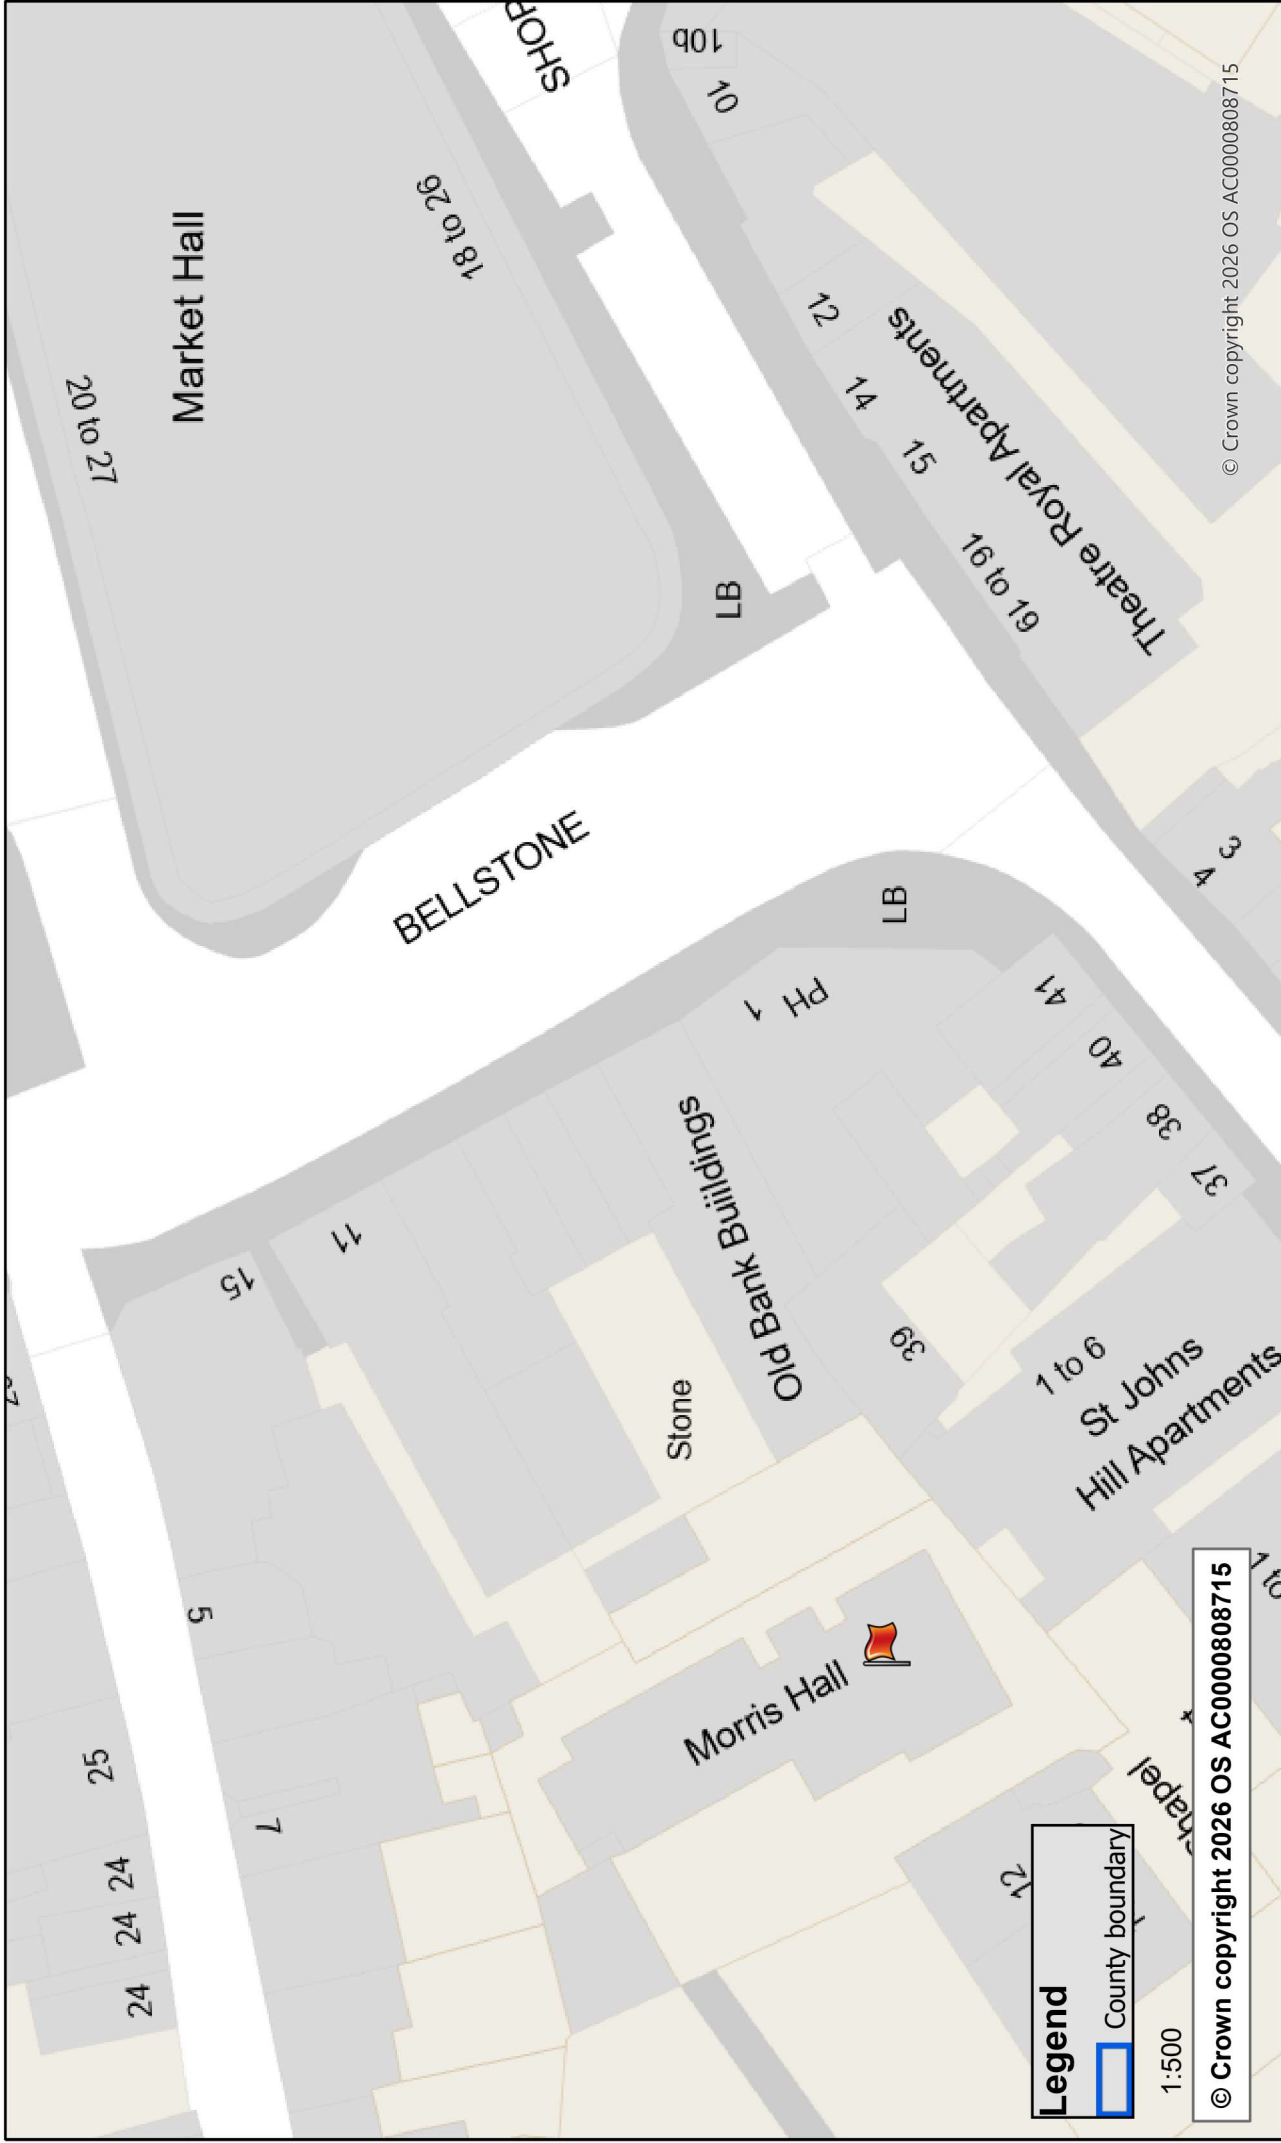 SHOP
10b
10
Market Hall
18 to 26
20 to 27
12
14
15
16 to 19
Theatre Royal Apartments
LB
BELLSTONE
LB
3
4
1
PH
41
40
38
37
Old Bank Buiildings
11
15
39
Stone
1 to 6
St Johns
Hill Apartments
5
Morris Hall
25
7
24
24
24
12
Legend
County boundary
1:500
© Crown copyright 2026 OS AC0000808715
© Crown copyright 2026 OS AC0000808715